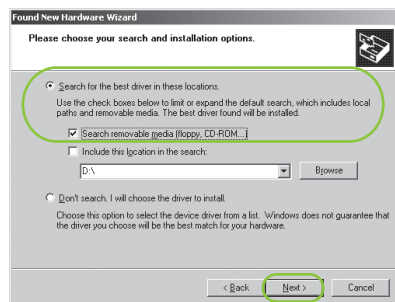 Found New Hardware Wizard
Please choose your search and installation options.
Search for the best driver in these locations.
Use the check boxes below to limit or expand the default search, which includes local
paths and removable media. The best driver found will be installed.
Search removable media (floppy, CD-ROM...)
Include this location in the search:
D:\
Browse
Don't search. I will choose the driver to install.
Choose this option to select the device driver from a list. Windows does not guarantee that
the driver you choose will be the best match for your hardware.
< Back Next > Cancel